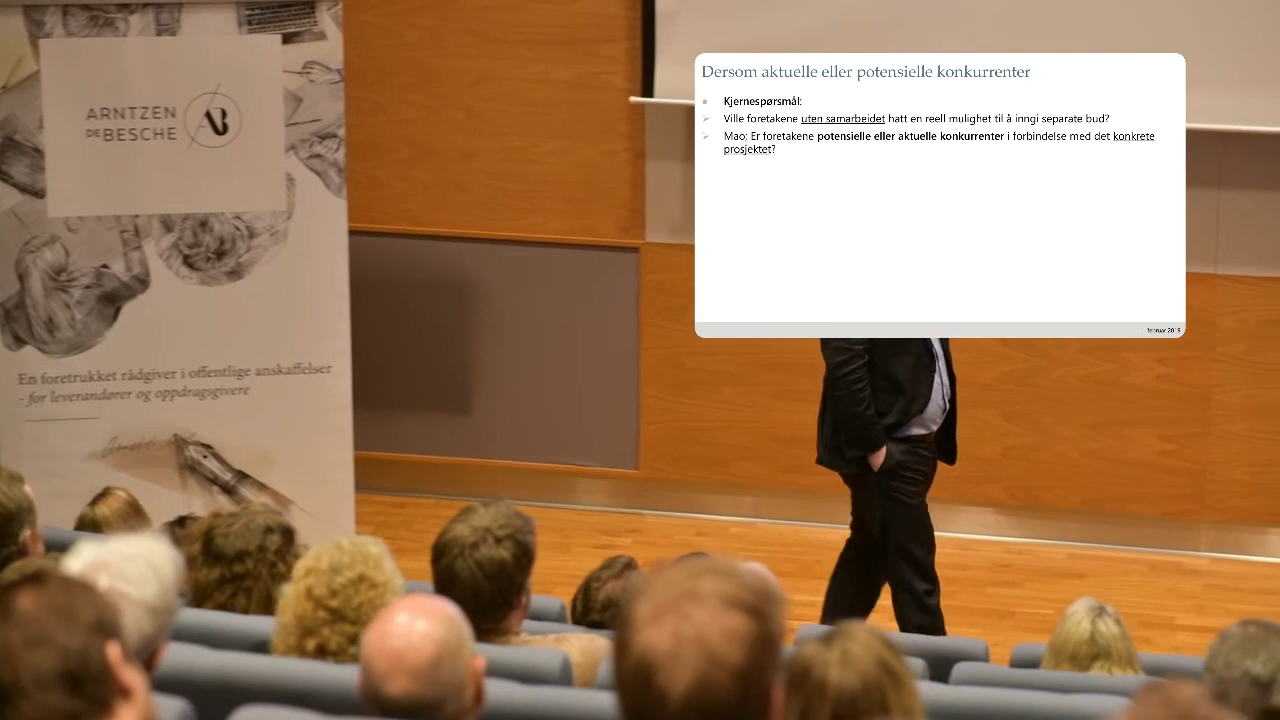 ARNTZEN
DE BESCHE
En foretrukket rådgiver i offentlige anskaffelser
- for leverandører og oppdragsgivere
Dersom aktuelle eller potensielle konkurrenter
Kjernespørsmål:
Ville foretakene uten samarbeidet hatt en reell mulighet til å inngi separate bud?
Mao: Er foretakene potensielle eller aktuelle konkurrenter i forbindelse med det konkrete
prosjektet?
februar 2019